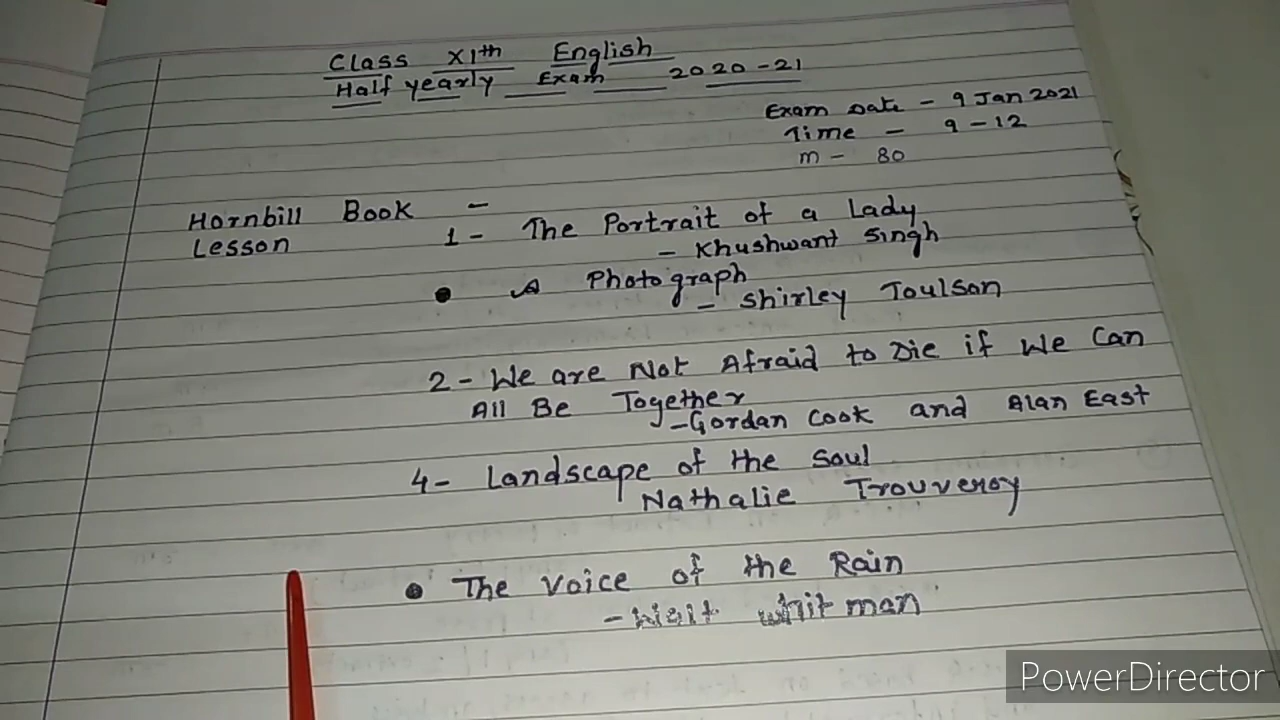 Class XIth English
Half yearly Exam 2020-21
Exam Date - 9 Jan 2021
Time - 9-12
m - 80
Hornbill Book -
Lesson 1- The Portrait of a Lady
- Khushwant Singh
• A Photograph
- Shirley Toulson
2- We are Not Afraid to Die if We Can
All Be Together
- Gordan Cook and Alan East
4- Landscape of the Soul
Nathalie Trouveroy
• The Voice of the Rain
- whitman
PowerDirector